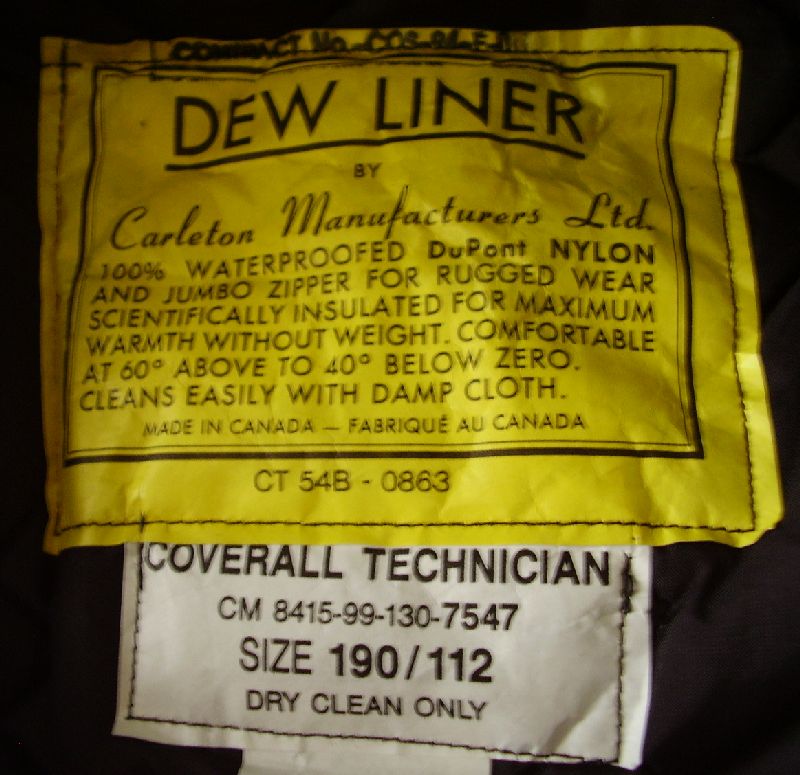 CONTRACT No.
DEW LINER
BY
Carleton Manufacturers Ltd.
100% WATERPROOFED DuPont NYLON
AND JUMBO ZIPPER FOR RUGGED WEAR
SCIENTIFICALLY INSULATED FOR MAXIMUM
WARMTH WITHOUT WEIGHT. COMFORTABLE
AT 60° ABOVE TO 40° BELOW ZERO.
CLEANS EASILY WITH DAMP CLOTH.
MADE IN CANADA — FABRIQUÉ AU CANADA
CT 54B - 0863
COVERALL TECHNICIAN
CM 8415-99-130-7547
SIZE 190/112
DRY CLEAN ONLY